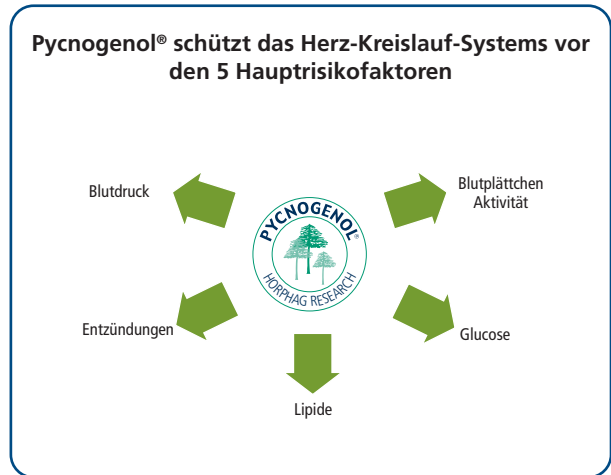 Pycnogenol® schützt das Herz-Kreislauf-Systems vor
den 5 Hauptrisikofaktoren
Blutdruck
Blutplättchen
Aktivität
PYCNOGENOL®
HORPHAG RESEARCH
Entzündungen
Glucose
Lipide